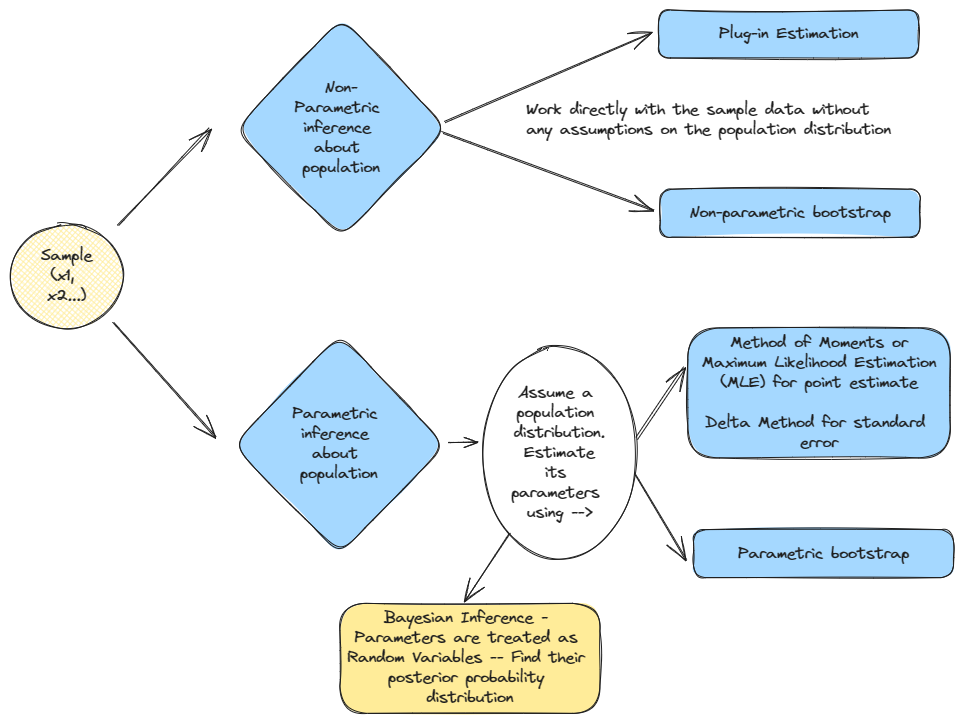 Plug-in Estimation
Non-
Parametric
inference
about
population
Work directly with the sample data without
any assumptions on the population distribution
Non-parametric bootstrap
Sample
(x1,
x2...)
Method of Moments or
Maximum Likelihood Estimation
(MLE) for point estimate
Delta Method for standard
error
Parametric
inference
about
population
Assume a
population
distribution.
Estimate
its
parameters
using -->
Parametric bootstrap
Bayesian Inference -
Parameters are treated as
Random Variables -- Find their
posterior probability
distribution